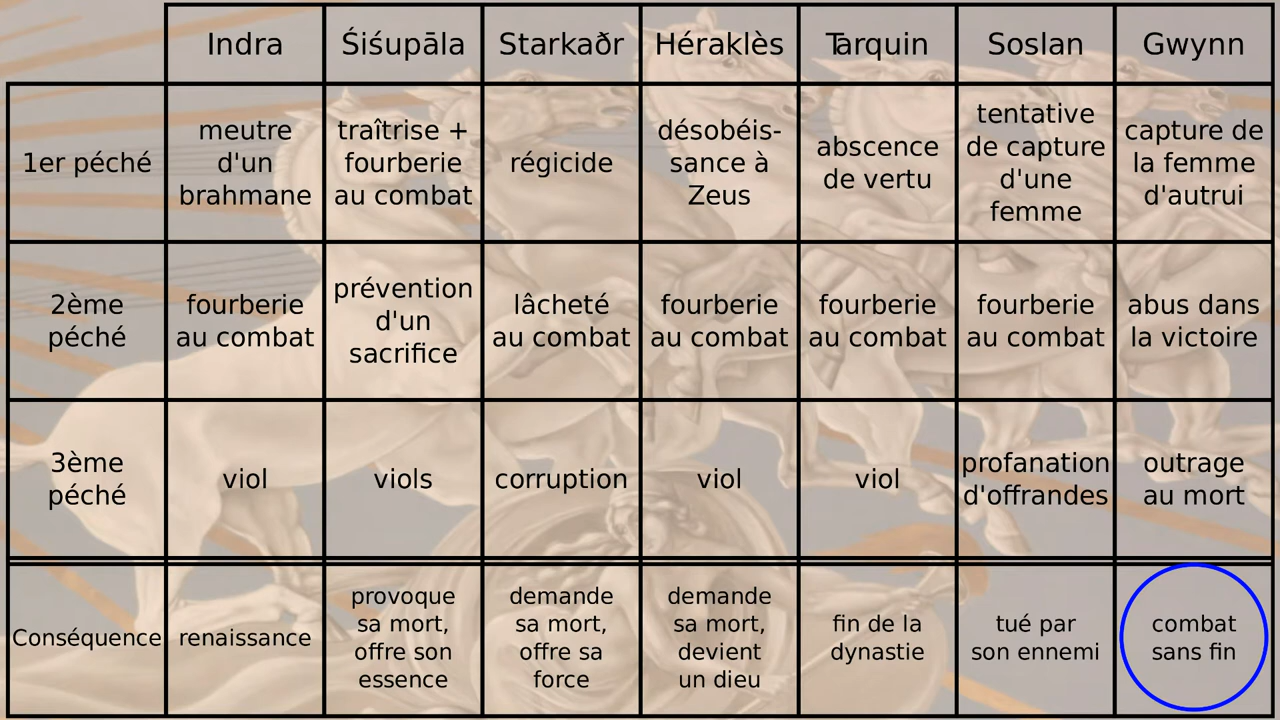 Indra Śiśupāla Starkaðr Héraklès Tarquin Soslan Gwynn
1er péché
meutre
d'un
brahmane
traîtrise +
fourberie
au combat
régicide
désobéis-
sance à
Zeus
abscence
de vertu
tentative
de capture
d'une
femme
capture de
la femme
d'autrui
2ème
péché
fourberie
au combat
prévention
d'un
sacrifice
lâcheté
au combat
fourberie
au combat
fourberie
au combat
fourberie
au combat
abus dans
la victoire
3ème
péché
viol
viols
corruption
viol
viol
profanation
d'offrandes
outrage
au mort
Conséquence
renaissance
provoque
sa mort,
offre son
essence
demande
sa mort,
offre sa
force
demande
sa mort,
devient
un dieu
fin de la
dynastie
tué par
son ennemi
combat
sans fin